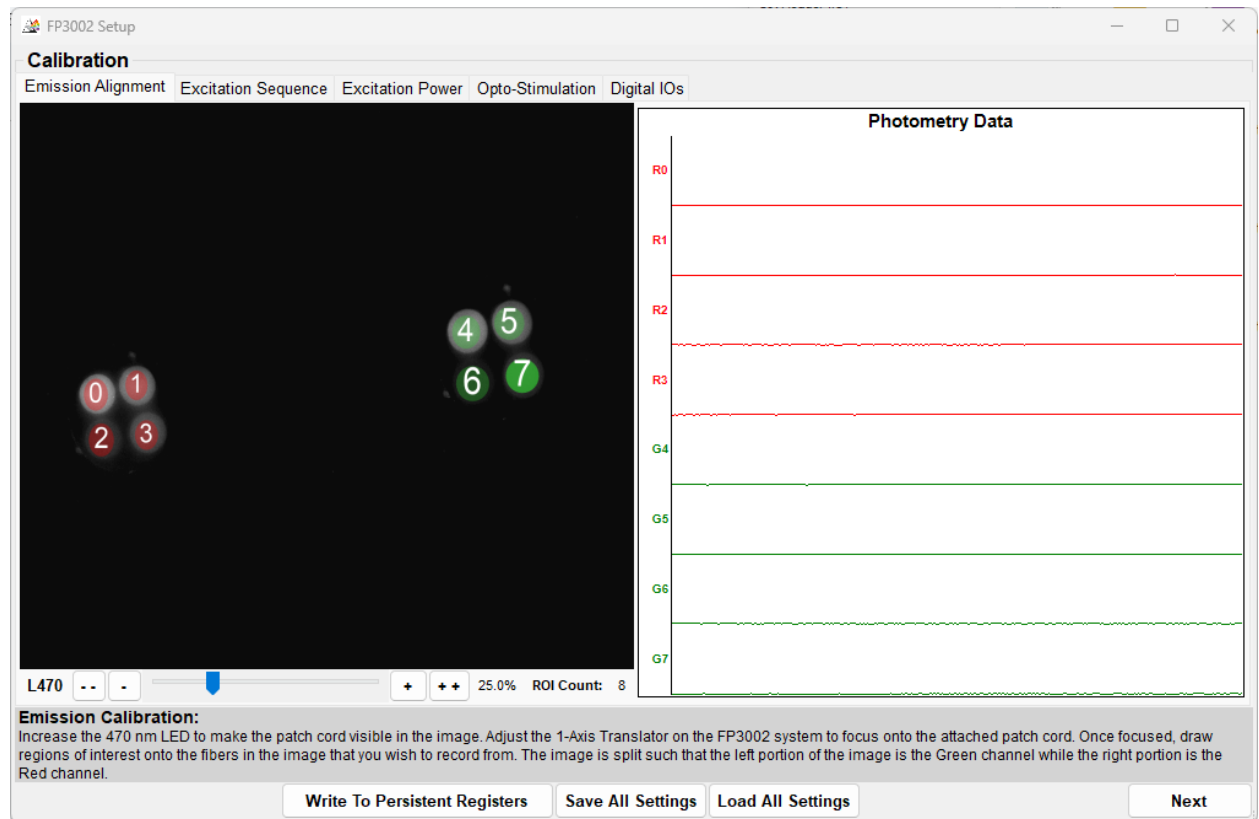 FP3002 Setup
Calibration
Emission Alignment Excitation Sequence Excitation Power Opto-Stimulation Digital IOs
Photometry Data
R0
R1
R2
R3
G4
G5
G6
G7
4 5
6 7
0 1
2 3
L470 -- - + ++ 25.0% ROI Count: 8
Emission Calibration:
Increase the 470 nm LED to make the patch cord visible in the image. Adjust the 1-Axis Translator on the FP3002 system to focus onto the attached patch cord. Once focused, draw
regions of interest onto the fibers in the image that you wish to record from. The image is split such that the left portion of the image is the Green channel while the right portion is the
Red channel.
Write To Persistent Registers Save All Settings Load All Settings Next